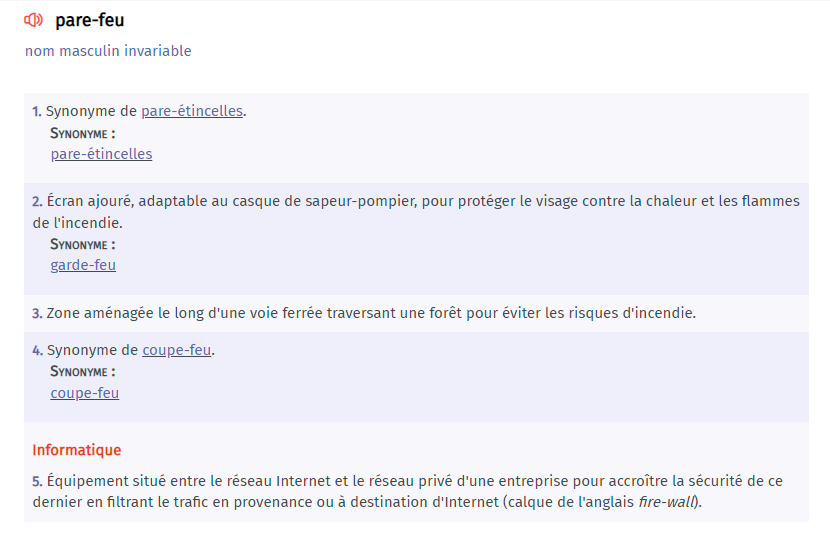 pare-feu
nom masculin invariable
1. Synonyme de pare-étincelles.
Synonyme :
pare-étincelles
2. Écran ajouré, adaptable au casque de sapeur-pompier, pour protéger le visage contre la chaleur et les flammes
de l'incendie.
Synonyme :
garde-feu
3. Zone aménagée le long d'une voie ferrée traversant une forêt pour éviter les risques d'incendie.
4. Synonyme de coupe-feu.
Synonyme :
coupe-feu
Informatique
5. Équipement situé entre le réseau Internet et le réseau privé d'une entreprise pour accroître la sécurité de ce
dernier en filtrant le trafic en provenance ou à destination d'Internet (calque de l'anglais fire-wall).